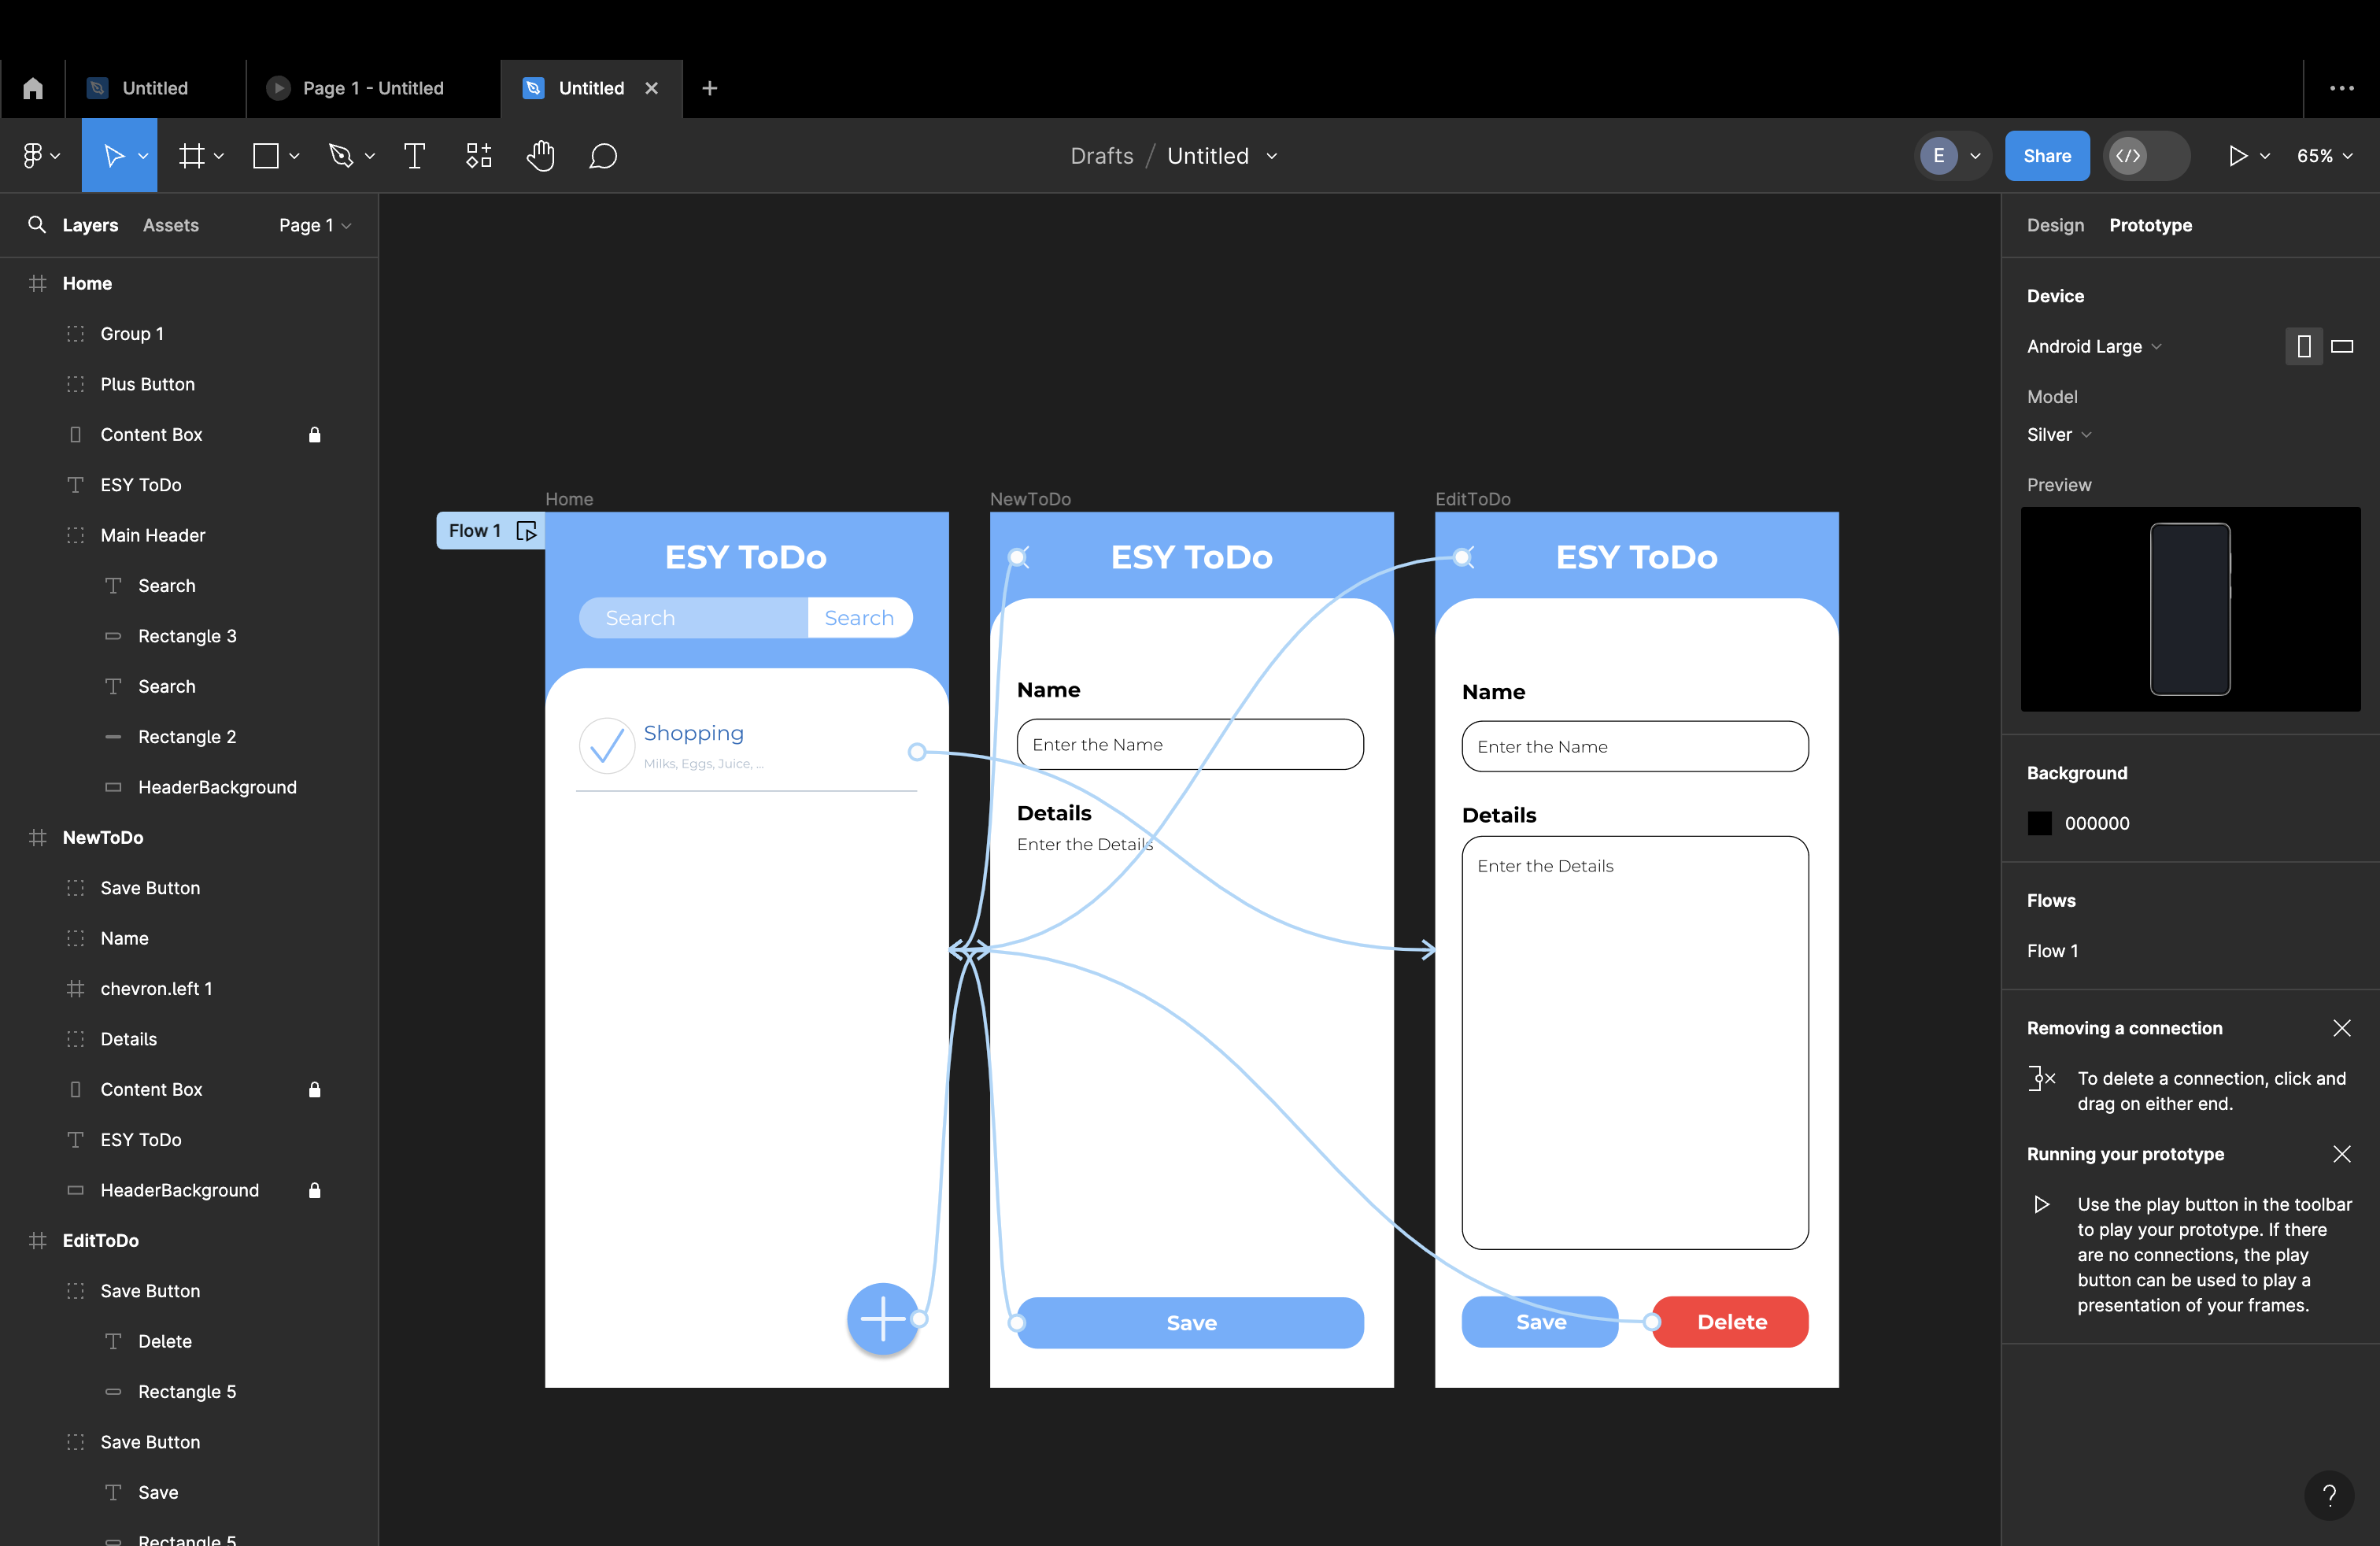 Untitled
Page 1 - Untitled
Untitled
Drafts / Untitled
E
Share
65%
Layers
Assets
Page 1
Home
Group 1
Plus Button
Content Box
ESY ToDo
Main Header
Search
Rectangle 3
Search
Rectangle 2
HeaderBackground
NewToDo
Save Button
Name
chevron.left 1
Details
Content Box
ESY ToDo
HeaderBackground
EditToDo
Save Button
Delete
Rectangle 5
Save Button
Save
Rectangle 5
Flow 1
Home
ESY ToDo
Search
Search
Shopping
Milks, Eggs, Juice, ...
NewToDo
ESY ToDo
Name
Enter the Name
Details
Enter the Details
Save
EditToDo
ESY ToDo
Name
Enter the Name
Details
Enter the Details
Save
Delete
Design
Prototype
Device
Android Large
Model
Silver
Preview
Background
000000
Flows
Flow 1
Removing a connection
To delete a connection, click and
drag on either end.
Running your prototype
Use the play button in the toolbar
to play your prototype. If there
are no connections, the play
button can be used to play a
presentation of your frames.
?